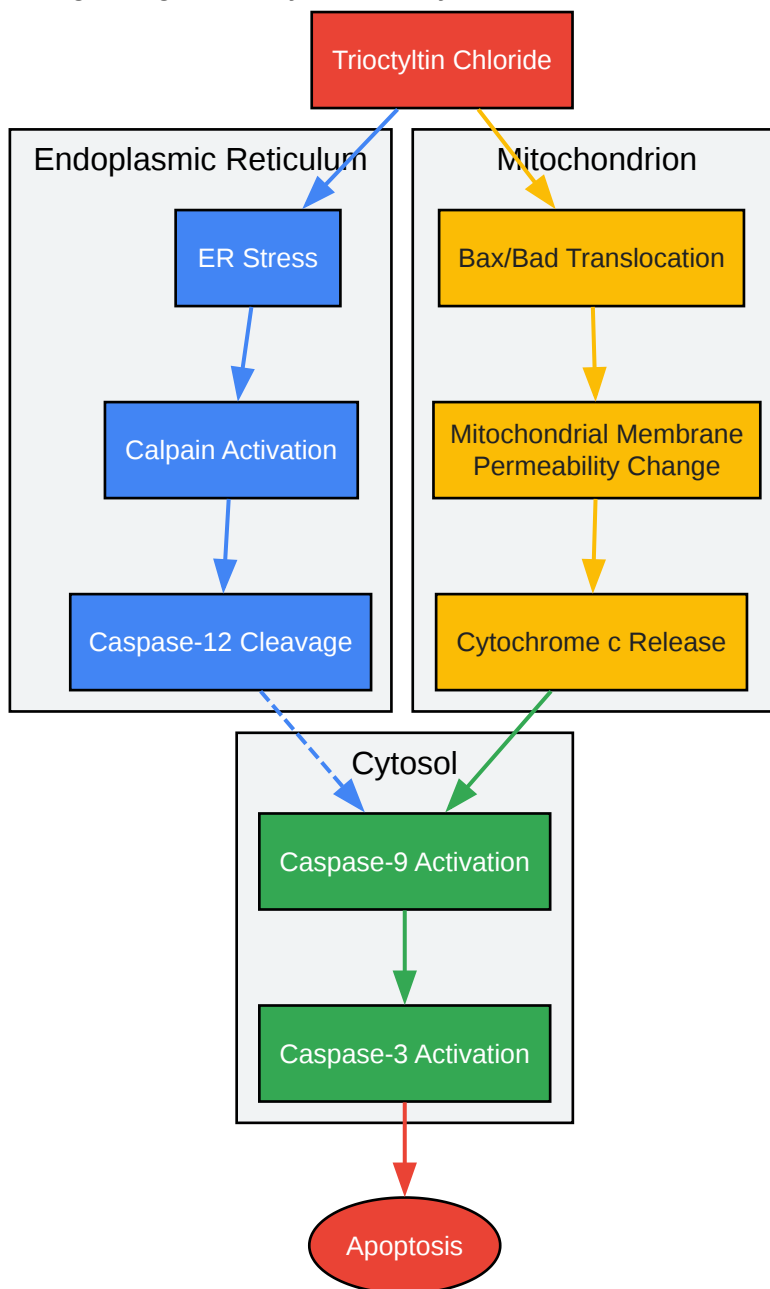 Trioctyltin Chloride
Endoplasmic Reticulum
Mitochondrion
ER Stress
Bax/Bad Translocation
Calpain Activation
Mitochondrial Membrane
Permeability Change
Caspase-12 Cleavage
Cytochrome c Release
Cytosol
Caspase-9 Activation
Caspase-3 Activation
Apoptosis